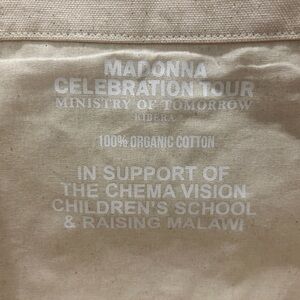 MADONNA
CELEBRATION TOUR
MINISTRY OF TOMORROW
RIBERA
100% ORGANIC COTTON
IN SUPPORT OF
THE CHEMA VISION
CHILDREN'S SCHOOL
& RAISING MALAWI